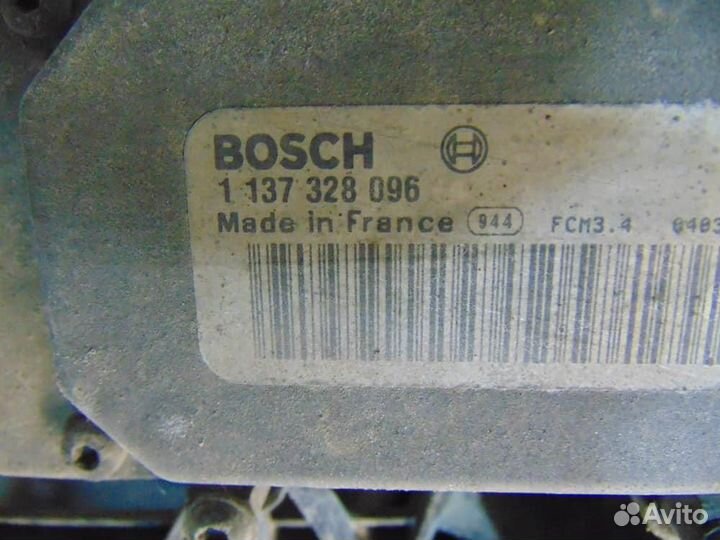 BOSCH
1 137 328 096
Made in France 944 FCM3.4
Avito